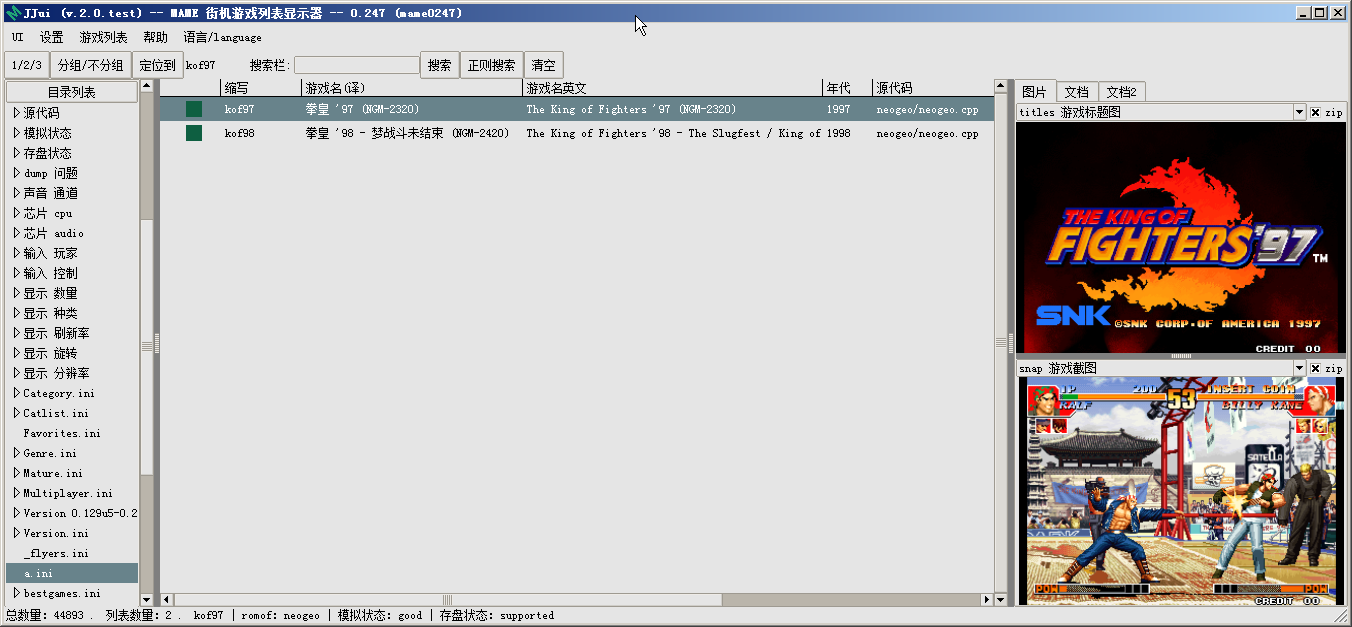 JJui (v.2.0.test) -- MAME 街机游戏列表显示器 -- 0.247 (mame0247)
UI 设置 游戏列表 帮助 语言/language
1/2/3 分组/不分组 定位到 kof97 搜索栏: 搜索 正则搜索 清空
目录列表
源代码
模拟状态
存盘状态
dump 问题
声音 通道
芯片 cpu
芯片 audio
输入 玩家
输入 控制
显示 数量
显示 种类
显示 刷新率
显示 旋转
显示 分辨率
Category.ini
Catlist.ini
Favorites.ini
Genre.ini
Mature.ini
Multiplayer.ini
Version 0.129u5-0.2
Version.ini
_flyers.ini
a.ini
bestgames.ini
缩写 游戏名(译) 游戏名英文 年代 源代码
kof97 拳皇 '97 (NGM-2320) The King of Fighters '97 (NGM-2320) 1997 neogeo/neogeo.cpp
kof98 拳皇 '98 - 梦战斗未结束 (NGM-2420) The King of Fighters '98 - The Slugfest / King of 1998 neogeo/neogeo.cpp
图片 文档 文档2
titles 游戏标题图 zip
THE KING OF
FIGHTERS '97 TM
SNK ©SNK CORP.OF AMERICA 1997
CREDIT 00
snap 游戏截图 zip
1P 200 53 INSERT COIN
RALF BILLY KANE
SATELLA
POW POW
CREDIT 00
总数量: 44893 . 列表数量: 2 . kof97 | romof: neogeo | 模拟状态: good | 存盘状态: supported